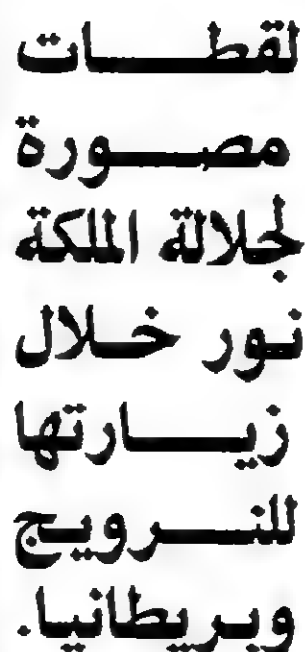 لقطات
مصورة
لجلالة الملكة
نور خلال
زيارتها
للنرويج
وبريطانيا.